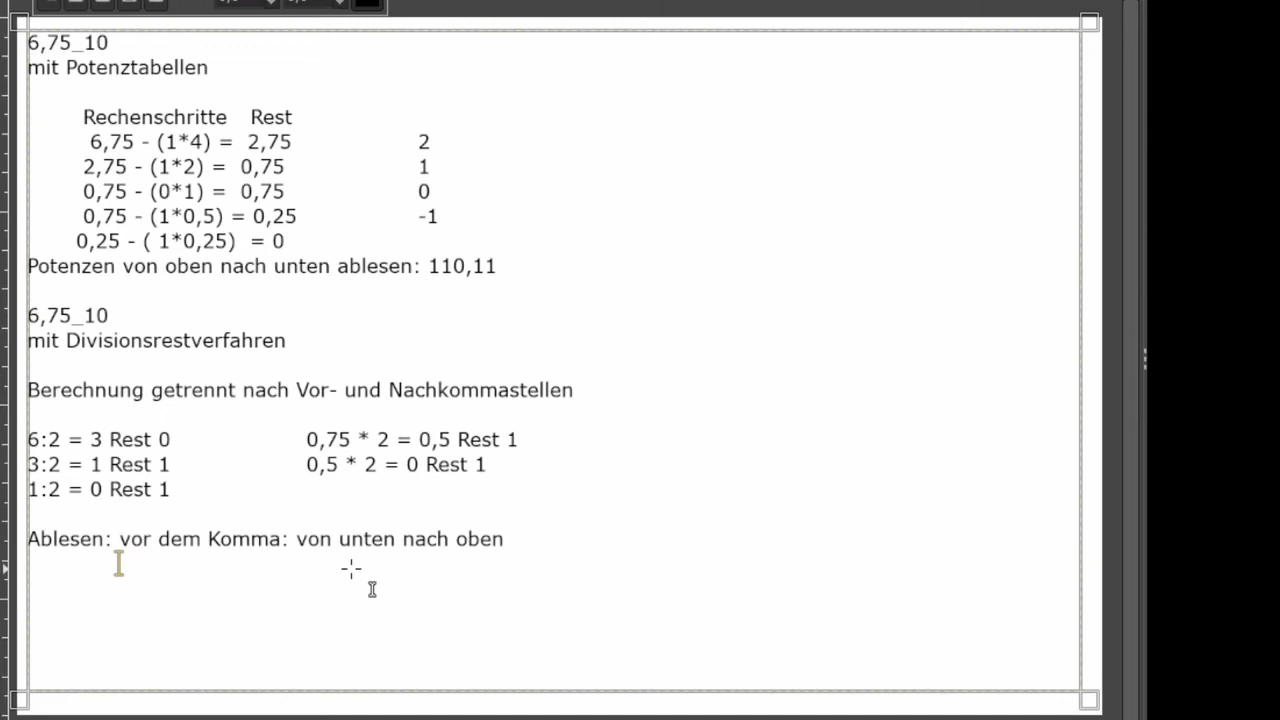 6,75_10
mit Potenztabellen
Rechenschritte Rest
6,75 - (1*4) = 2,75 2
2,75 - (1*2) = 0,75 1
0,75 - (0*1) = 0,75 0
0,75 - (1*0,5) = 0,25 -1
0,25 - ( 1*0,25) = 0
Potenzen von oben nach unten ablesen: 110,11
6,75_10
mit Divisionsrestverfahren
Berechnung getrennt nach Vor- und Nachkommastellen
6:2 = 3 Rest 0 0,75 * 2 = 0,5 Rest 1
3:2 = 1 Rest 1 0,5 * 2 = 0 Rest 1
1:2 = 0 Rest 1
Ablesen: vor dem Komma: von unten nach oben